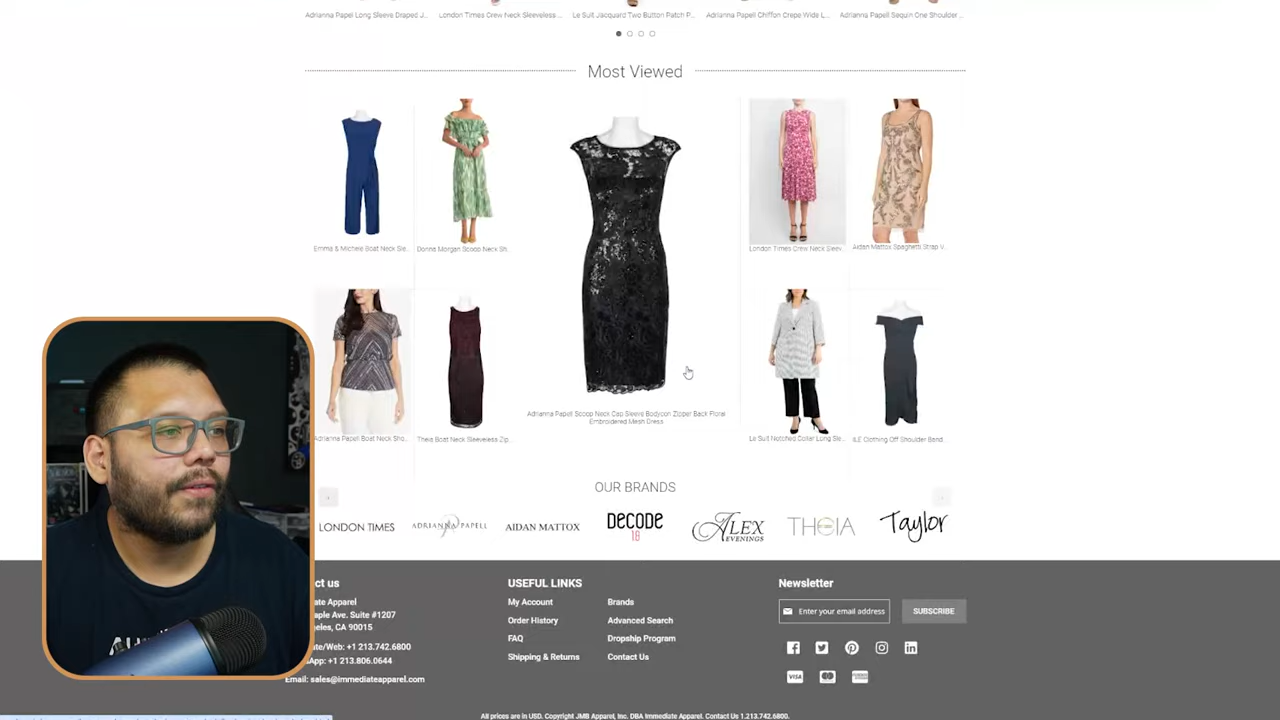 Adrianna Papell Long Sleeve Draped J...
London Times Crew Neck Sleeveless ...
Le Suit Jacquard Two Button Patch P...
Adrianna Papell Chiffon Crepe Wide L...
Adrianna Papell Sequin One Shoulder ...
Most Viewed
Emma & Michele Boat Neck Sle...
Donna Morgan Scoop Neck Sh...
London Times Crew Neck Sleev
Aidan Mattox Spaghetti Strap V...
Adrianna Papell Scoop Neck Cap Sleeve Bodycon Zipper Back Floral
Embroidered Mesh Dress
Adrianna Papell Boat Neck Sho...
Theia Boat Neck Sleeveless Zip...
Le Suit Notched Collar Long Sle...
ILE Clothing Off Shoulder Band...
OUR BRANDS
LONDON TIMES
ADRIANNA PAPELL
AIDAN MATTOX
DECODE
1.8
ALEX
EVENINGS
THEIA
Taylor
ct us
ate Apparel
aple Ave. Suite #1207
eles, CA 90015
te/Web: +1 213.742.6800
App: +1 213.806.0644
Email: sales@immediateapparel.com
USEFUL LINKS
My Account
Order History
FAQ
Shipping & Returns
Brands
Advanced Search
Dropship Program
Contact Us
Newsletter
Enter your email address
SUBSCRIBE
VISA
All prices are in USD. Copyright JMB Apparel, Inc. DBA Immediate Apparel. Contact Us 1.213.742.6800.